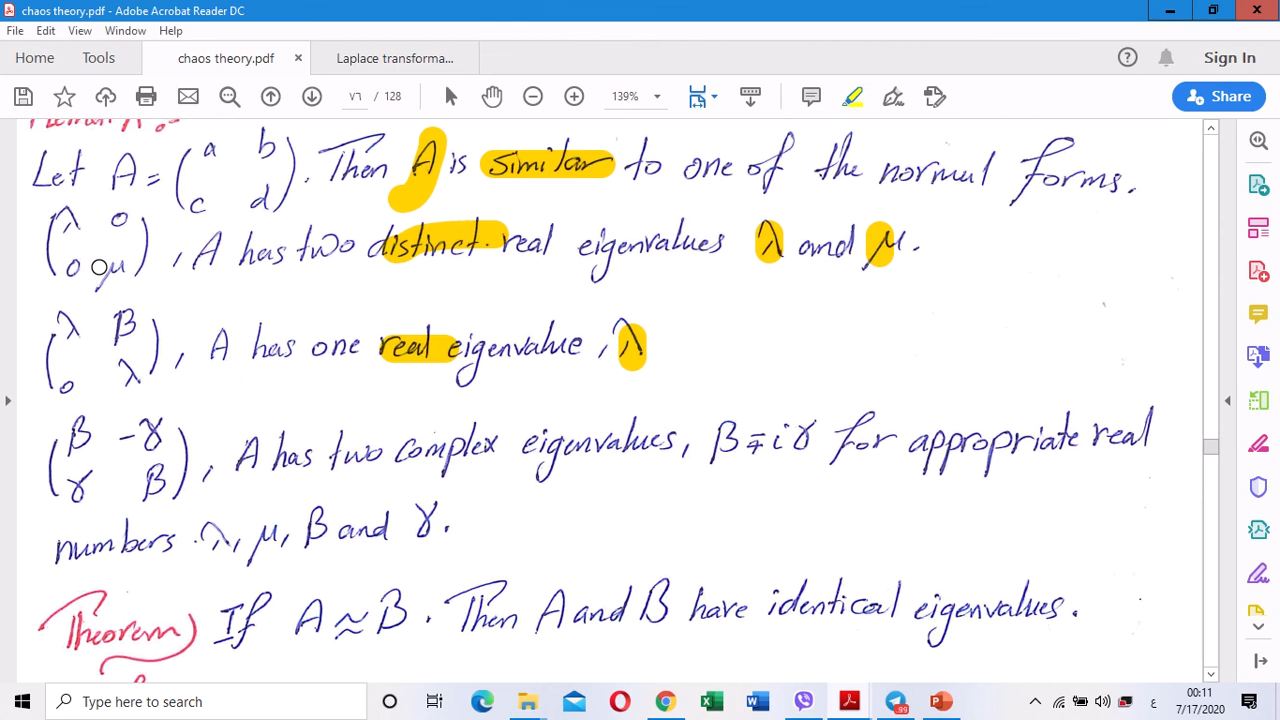 chaos theory.pdf - Adobe Acrobat Reader DC
File Edit View Window Help
Home Tools chaos theory.pdf × Laplace transforma... Sign In
٧٦ / 128 139% Share
Let A = (a b
c d). Then A is similar to one of the normal forms.
(λ 0
0 μ), A has two distinct real eigenvalues λ and μ.
(λ β
0 λ), A has one real eigenvalue, λ
(β -γ
γ β), A has two complex eigenvalues, β ∓ iγ for appropriate real
numbers λ, μ, β and γ.
Theorem) If A ≈ B. Then A and B have identical eigenvalues.
Type here to search
99
ع 00:11
7/17/2020